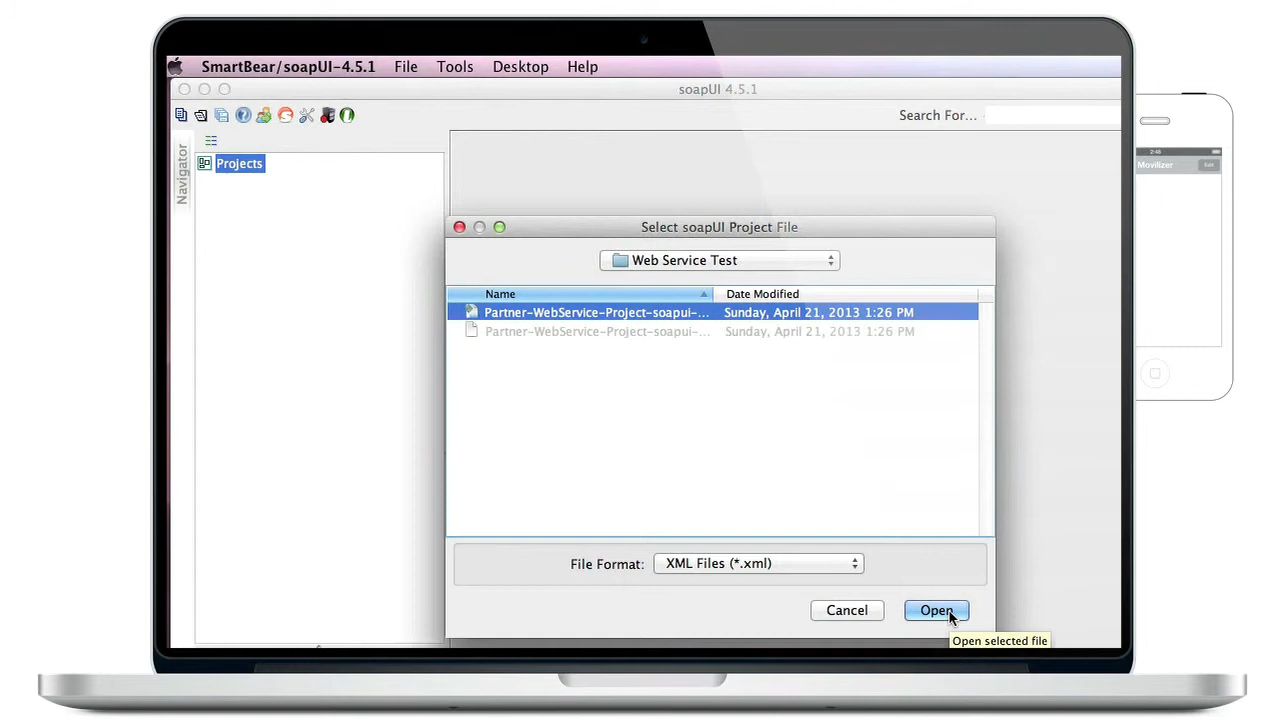 SmartBear/soapUI-4.5.1 File Tools Desktop Help
soapUI 4.5.1
Search For...
Navigator
Projects
Select soapUI Project File
Web Service Test
Name Date Modified
Partner-WebService-Project-soapui-... Sunday, April 21, 2013 1:26 PM
Partner-WebService-Project-soapui-... Sunday, April 21, 2013 1:26 PM
File Format: XML Files (*.xml)
Cancel Open
Open selected file
2:48
Movilizer Edit